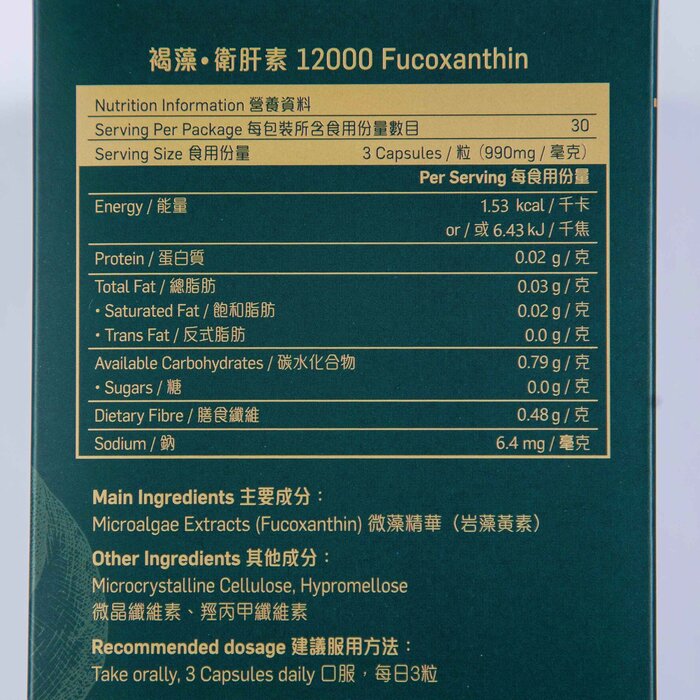 褐藻•衛肝素 12000 Fucoxanthin
Nutrition Information 營養資料
Serving Per Package 每包裝所含食用份量數目 30
Serving Size 食用份量 3 Capsules / 粒 (990mg / 毫克)
Per Serving 每食用份量
Energy / 能量 1.53 kcal / 千卡
or / 或 6.43 kJ / 千焦
Protein / 蛋白質 0.02 g / 克
Total Fat / 總脂肪 0.03 g / 克
• Saturated Fat / 飽和脂肪 0.02 g / 克
• Trans Fat / 反式脂肪 0.0 g / 克
Available Carbohydrates / 碳水化合物 0.79 g / 克
• Sugars / 糖 0.0 g / 克
Dietary Fibre / 膳食纖維 0.48 g / 克
Sodium / 鈉 6.4 mg / 毫克
Main Ingredients 主要成分：
Microalgae Extracts (Fucoxanthin) 微藻精華（岩藻黃素）
Other Ingredients 其他成分：
Microcrystalline Cellulose, Hypromellose
微晶纖維素、羥丙甲纖維素
Recommended dosage 建議服用方法：
Take orally, 3 Capsules daily 口服，每日3粒